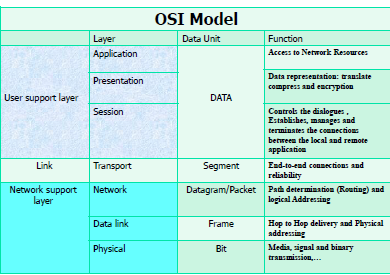 OSI Model
Layer Data Unit Function
User support layer
Application
Access to Network Resources
Presentation
DATA
Data representation: translate
compress and encryption
Session
Controls the dialogues ,
Establishes, manages and
terminates the connections
between the local and remote
application
Link Transport Segment
End-to-end connections and
reliability
Network support
layer
Network Datagram/Packet
Path determination (Routing) and
logical Addressing
Data link Frame
Hop to Hop delivery and Physical
addressing
Physical Bit
Media, signal and binary
transmission,…